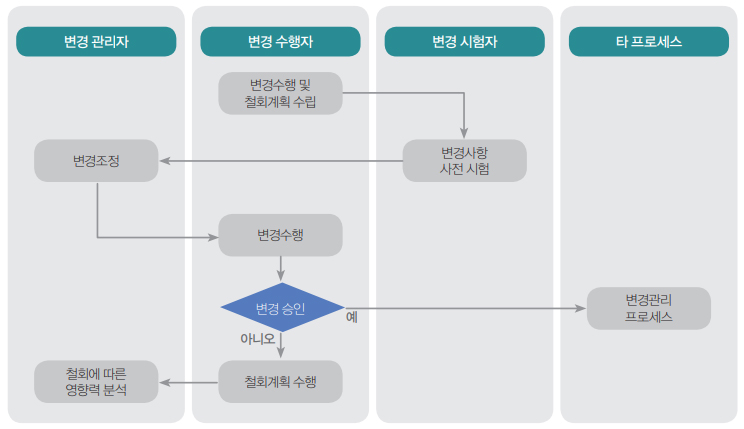 변경 관리자
변경 수행자
변경 시험자
타 프로세스
변경수행 및
철회계획 수립
변경사항
사전 시험
변경조정
변경수행
변경 승인
예
변경관리
프로세스
아니오
철회계획 수행
철회에 따른
영향력 분석